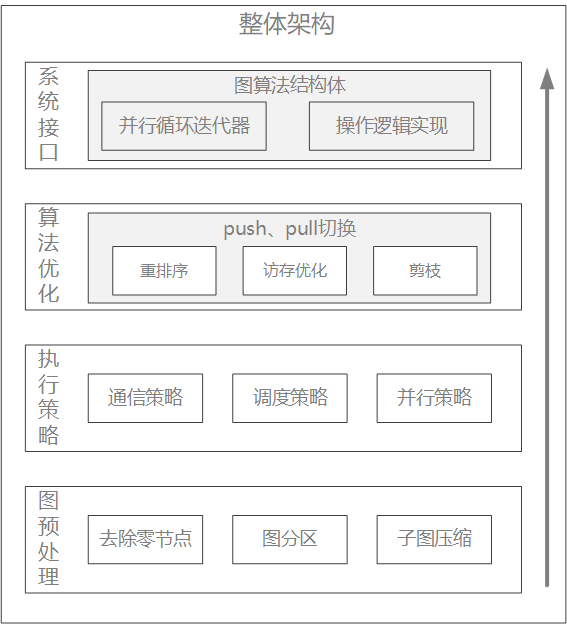 整体架构
系统接口
图算法结构体
并行循环迭代器
操作逻辑实现
算法优化
push、pull切换
重排序
访存优化
剪枝
执行策略
通信策略
调度策略
并行策略
图预处理
去除零节点
图分区
子图压缩